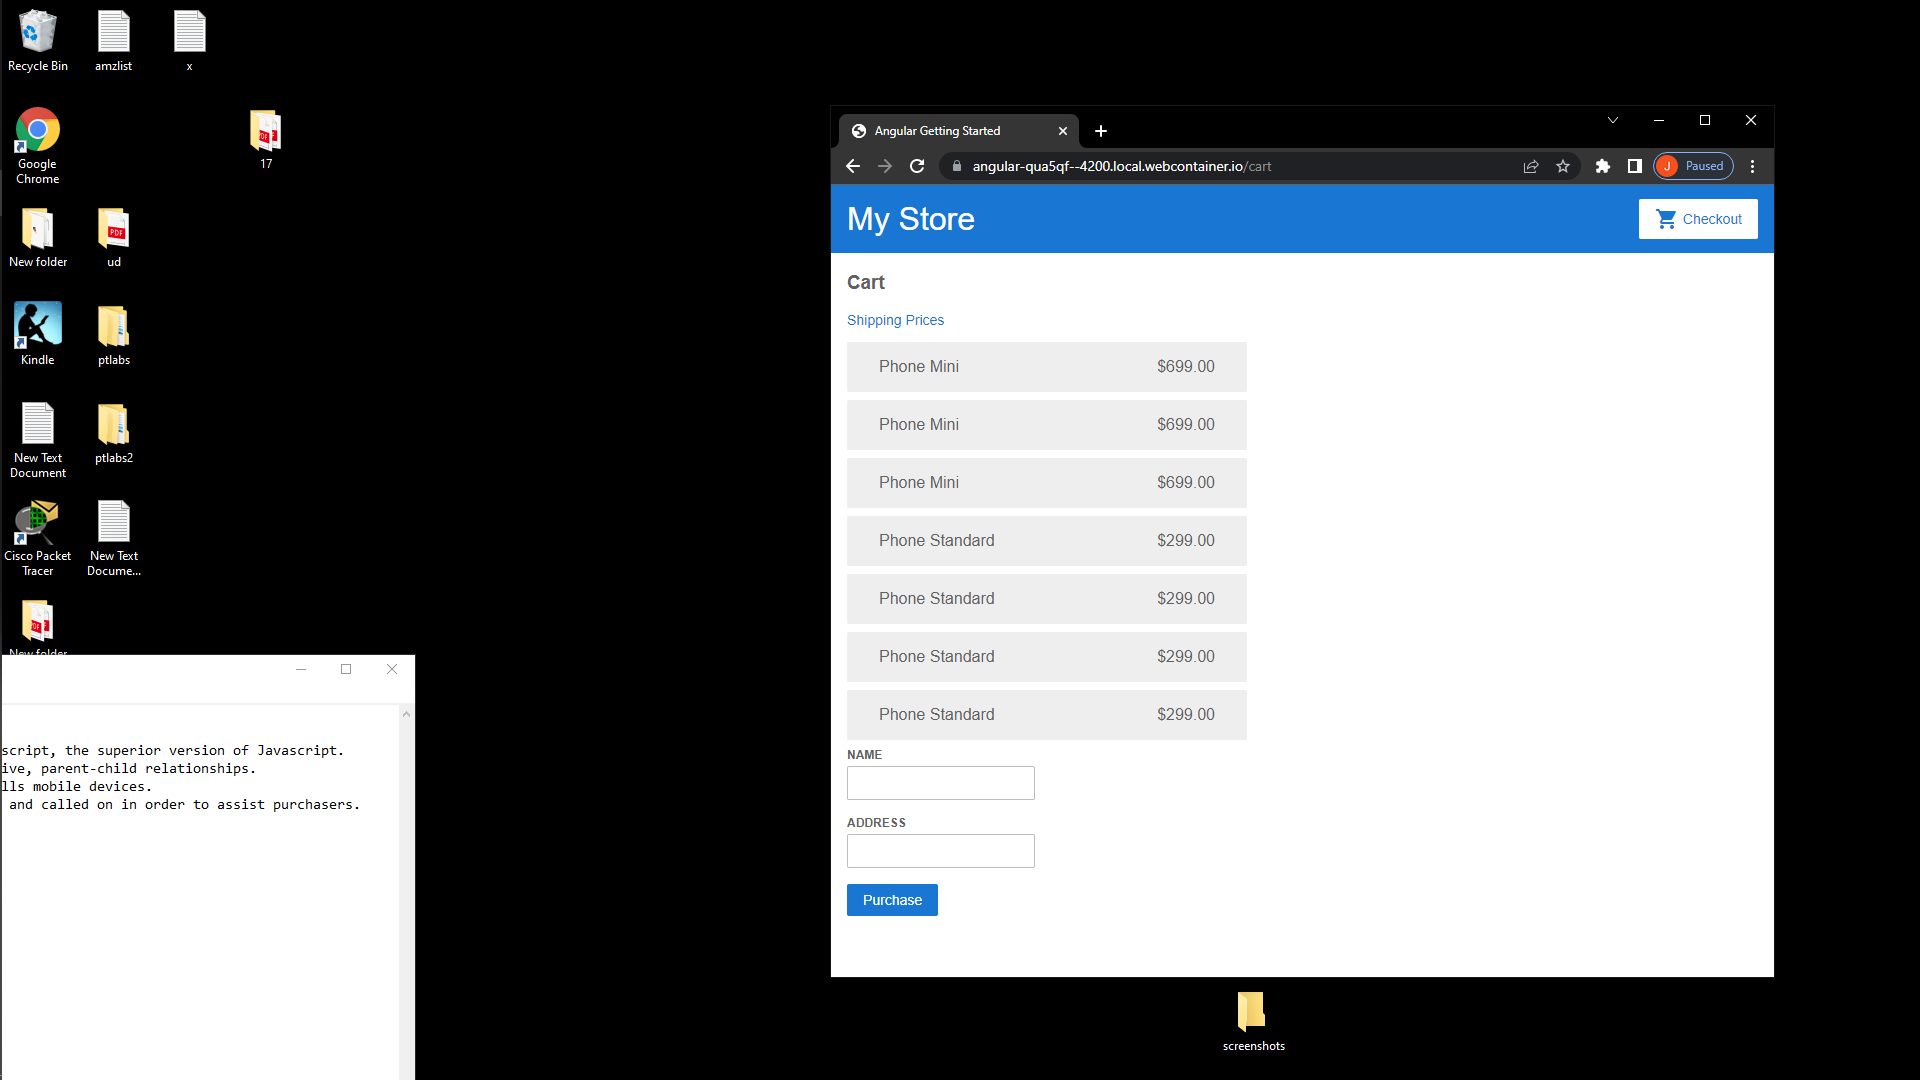 Recycle Bin
amzlist
x
Google
Chrome
17
New folder
ud
Kindle
ptlabs
New Text
Document
ptlabs2
Cisco Packet
Tracer
New Text
Docume...
New folder
script, the superior version of Javascript.
ive, parent-child relationships.
lls mobile devices.
and called on in order to assist purchasers.
Angular Getting Started
angular-qua5qf--4200.local.webcontainer.io/cart
J Paused
My Store
Checkout
Cart
Shipping Prices
Phone Mini $699.00
Phone Mini $699.00
Phone Mini $699.00
Phone Standard $299.00
Phone Standard $299.00
Phone Standard $299.00
Phone Standard $299.00
NAME
ADDRESS
Purchase
screenshots